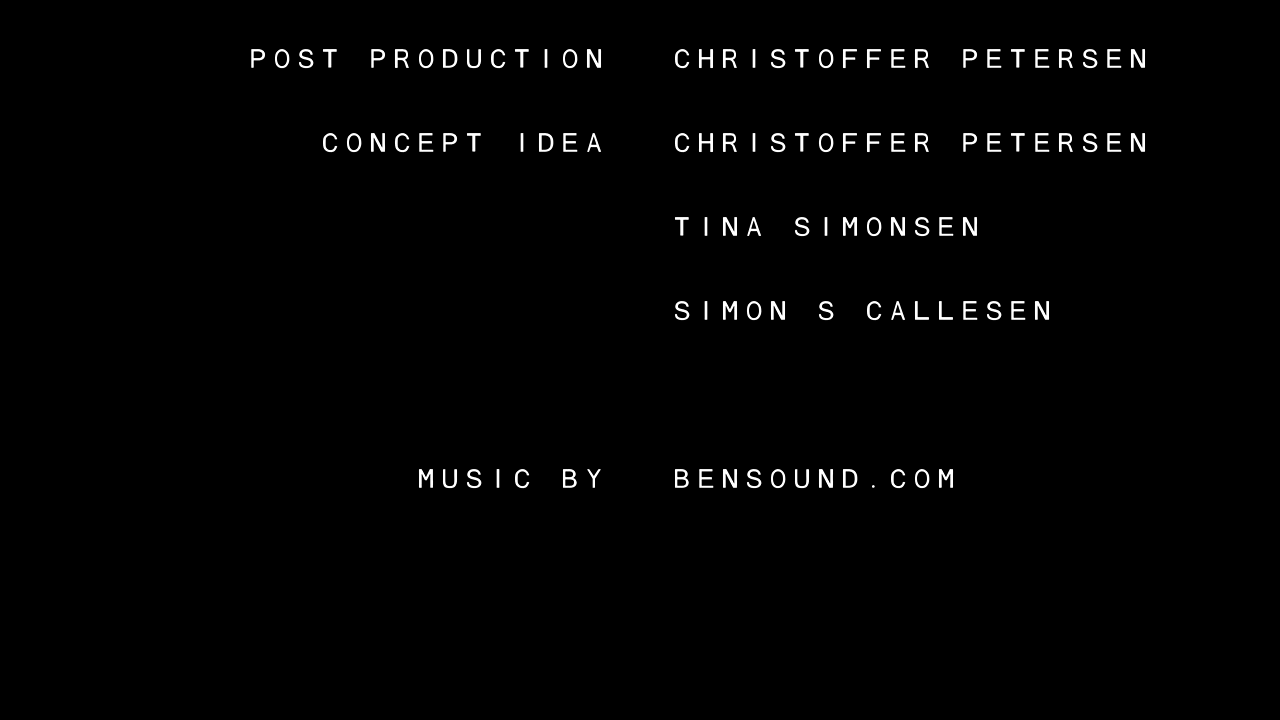 POST PRODUCTION CHRISTOFFER PETERSEN
CONCEPT IDEA CHRISTOFFER PETERSEN
TINA SIMONSEN
SIMON S CALLESEN
MUSIC BY BENSOUND.COM